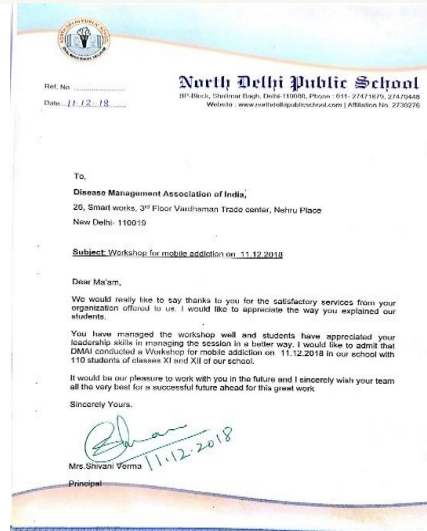 NORTH DELHI PUBLIC SCHOOL
North Delhi Public School
Ref. No.
BP-Block, Shalimar Bagh, Delhi-110088, Phone : 011- 27471679, 27470448
Date 11-12-18
Website : www.northdelhipublicschool.com | Affiliation No. 2730276
To,
Disease Management Association of India,
26, Smart works, 3rd Floor Vardhaman Trade center, Nehru Place
New Delhi- 110019
Subject: Workshop for mobile addiction on 11.12.2018
Dear Ma'am,
We would really like to say thanks to you for the satisfactory services from your
organization offered to us. I would like to appreciate the way you explained our
students.
You have managed the workshop well and students have appreciated your
leadership skills in managing the session in a better way. I would like to admit that
DMAI conducted a Workshop for mobile addiction on 11.12.2018 in our school with
110 students of classes XI and XII of our school.
It would be our pleasure to work with you in the future and I sincerely wish your team
all the very best for a successful future ahead for this great work
Sincerely Yours.
11.12.2018
Mrs.Shivani Verma
Principal